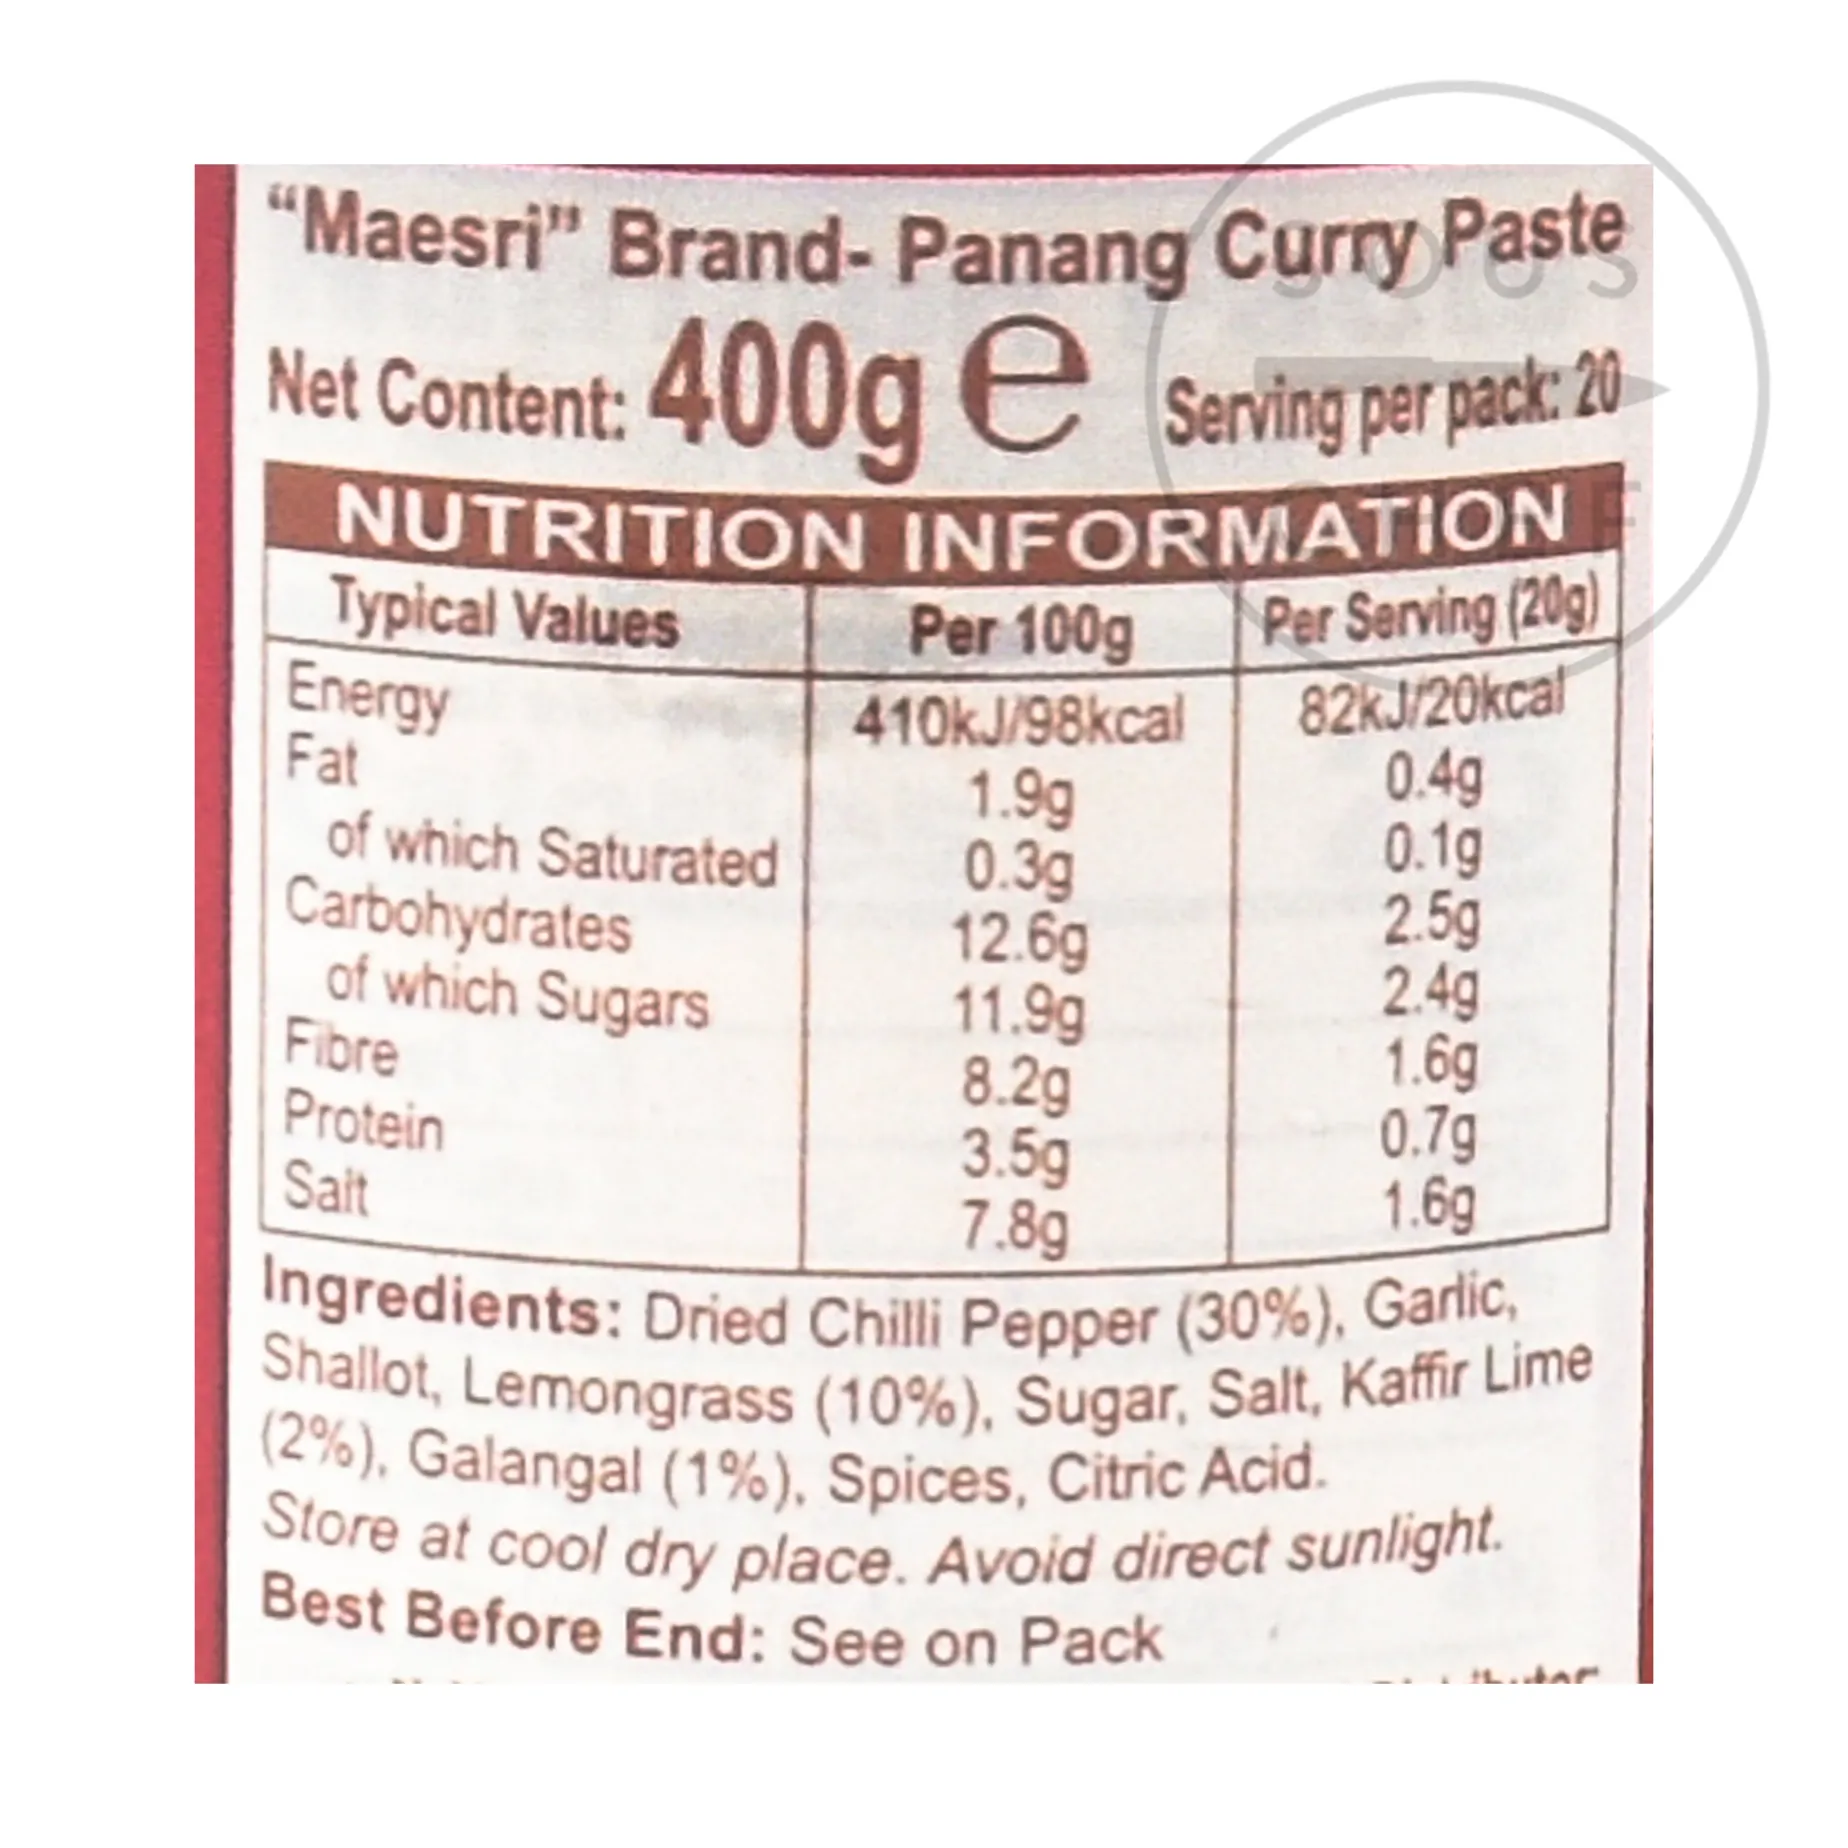 "Maesri" Brand- Panang Curry Paste
Net Content: 400g e Serving per pack: 20
NUTRITION INFORMATION
Typical Values Per 100g Per Serving (20g)
Energy 410kJ/98kcal 82kJ/20kcal
Fat 1.9g 0.4g
of which Saturated 0.3g 0.1g
Carbohydrates 12.6g 2.5g
of which Sugars 11.9g 2.4g
Fibre 8.2g 1.6g
Protein 3.5g 0.7g
Salt 7.8g 1.6g
Ingredients: Dried Chilli Pepper (30%), Garlic,
Shallot, Lemongrass (10%), Sugar, Salt, Kaffir Lime
(2%), Galangal (1%), Spices, Citric Acid.
Store at cool dry place. Avoid direct sunlight.
Best Before End: See on Pack